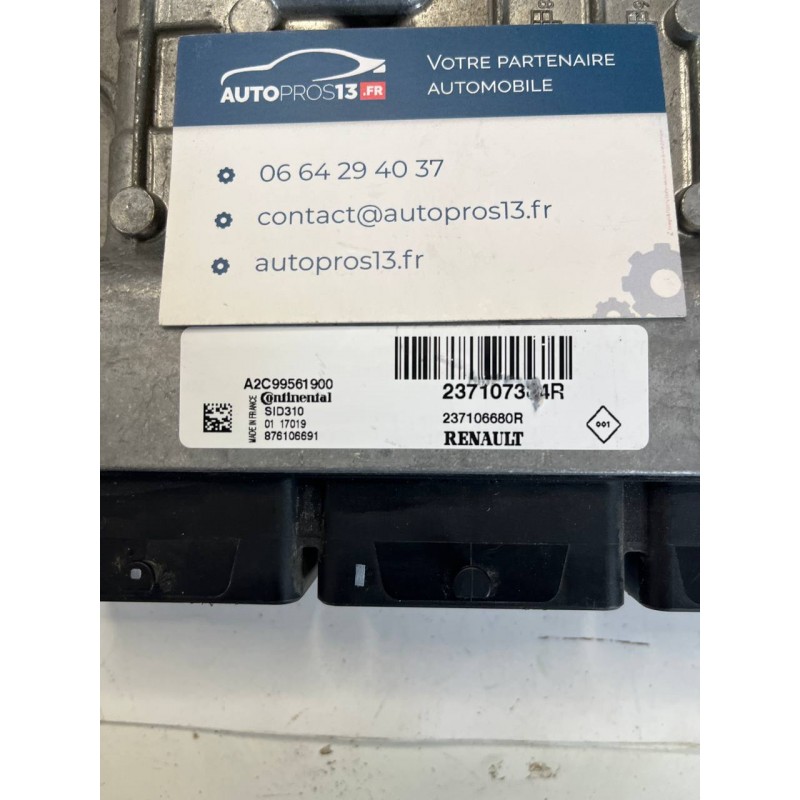 VOTRE PARTENAIRE
AUTOMOBILE
AUTOPROS13.FR
06 64 29 40 37
contact@autopros13.fr
autopros13.fr
A2C99561900
Continental
SID310
01 17019
876106691
MADE IN FRANCE
237106680R
RENAULT
001